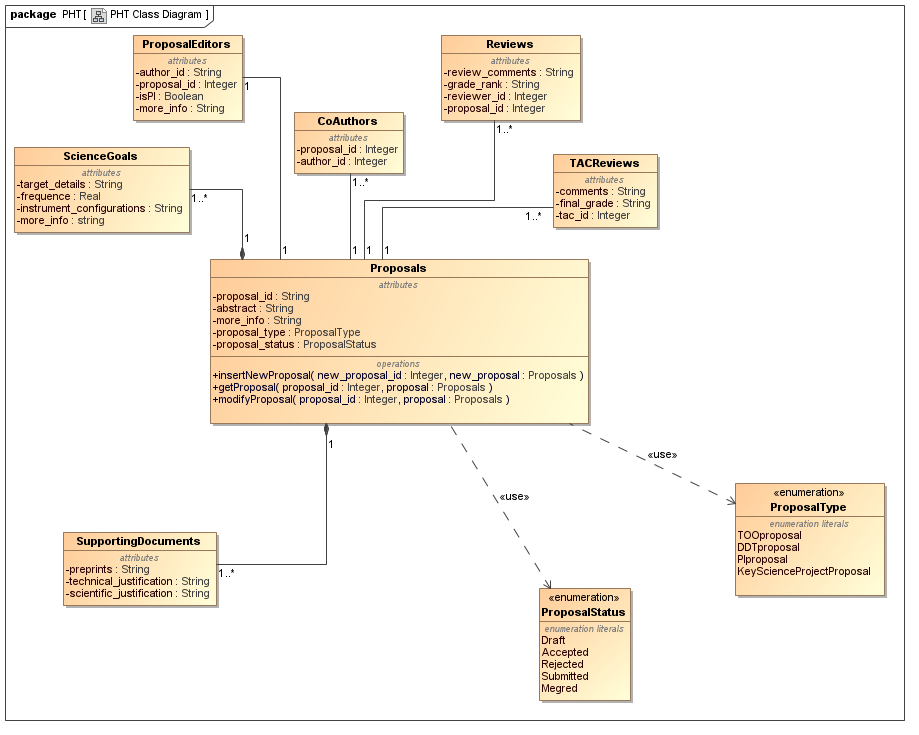 package PHT [ PHT Class Diagram ]
ProposalEditors
attributes
-author_id : String
-proposal_id : Integer
-isPI : Boolean
-more_info : String
1
Reviews
attributes
-review_comments : String
-grade_rank : String
-reviewer_id : Integer
-proposal_id : Integer
1..*
CoAuthors
attributes
-proposal_id : Integer
-author_id : Integer
1..*
ScienceGoals
attributes
-target_details : String
-frequence : Real
-instrument_configurations : String
-more_info : string
1..*
TACReviews
attributes
-comments : String
-final_grade : String
-tac_id : Integer
1..*
1
1
1
1
1
Proposals
attributes
-proposal_id : String
-abstract : String
-more_info : String
-proposal_type : ProposalType
-proposal_status : ProposalStatus
operations
+insertNewProposal( new_proposal_id : Integer, new_proposal : Proposals )
+getProposal( proposal_id : Integer, proposal : Proposals )
+modifyProposal( proposal_id : Integer, proposal : Proposals )
1
«use»
«use»
«enumeration»
ProposalType
enumeration literals
TOOproposal
DDTproposal
PIproposal
KeyScienceProjectProposal
SupportingDocuments
attributes
-preprints : String
-technical_justification : String
-scientific_justification : String
1..*
«enumeration»
ProposalStatus
enumeration literals
Draft
Accepted
Rejected
Submitted
Megred